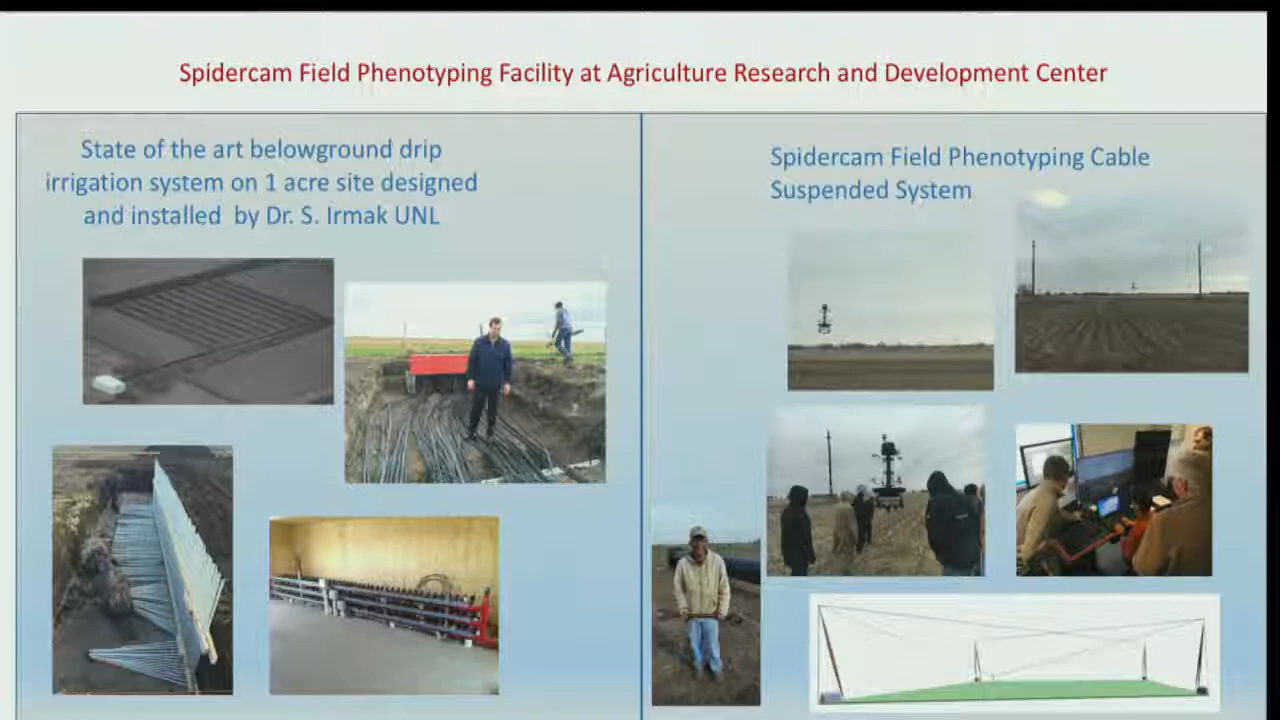 Spidercam Field Phenotyping Facility at Agriculture Research and Development Center
State of the art belowground drip
irrigation system on 1 acre site designed
and installed by Dr. S. Irmak UNL
Spidercam Field Phenotyping Cable
Suspended System